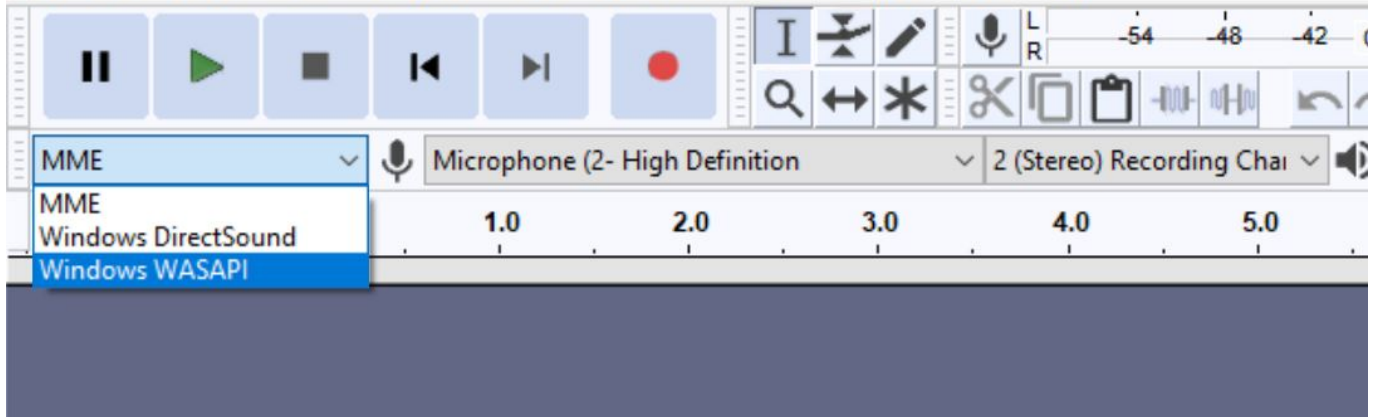 L
R
-54 -48 -42
MME
Microphone (2- High Definition
2 (Stereo) Recording Chai
MME
Windows DirectSound
Windows WASAPI
1.0 2.0 3.0 4.0 5.0